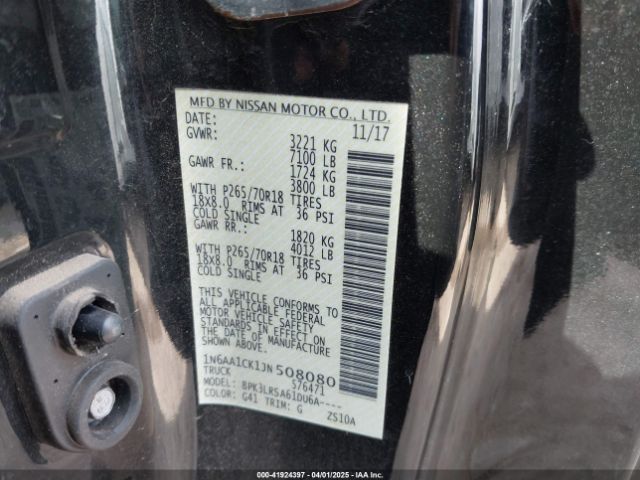 MFD BY NISSAN MOTOR CO., LTD.
DATE: 11/17
GVWR: 3221 KG
7100 LB
GAWR FR.: 1724 KG
3800 LB
WITH P265/70R18 TIRES
18X8.0 RIMS AT 36 PSI
COLD SINGLE
GAWR RR.: 1820 KG
4012 LB
WITH P265/70R18 TIRES
18X8.0 RIMS AT 36 PSI
COLD SINGLE
THIS VEHICLE CONFORMS TO
ALL APPLICABLE FEDERAL
MOTOR VEHICLE SAFETY
STANDARDS IN EFFECT ON
THE DATE OF MANUFACTURE
SHOWN ABOVE.
1N6AA1CK1JN508080
TRUCK S76471
MODEL: BPK3LRSA61DU6A----
COLOR: G41 TRIM: G ZS10A
000-41924397 - 04/01/2025 - IAAI.COM